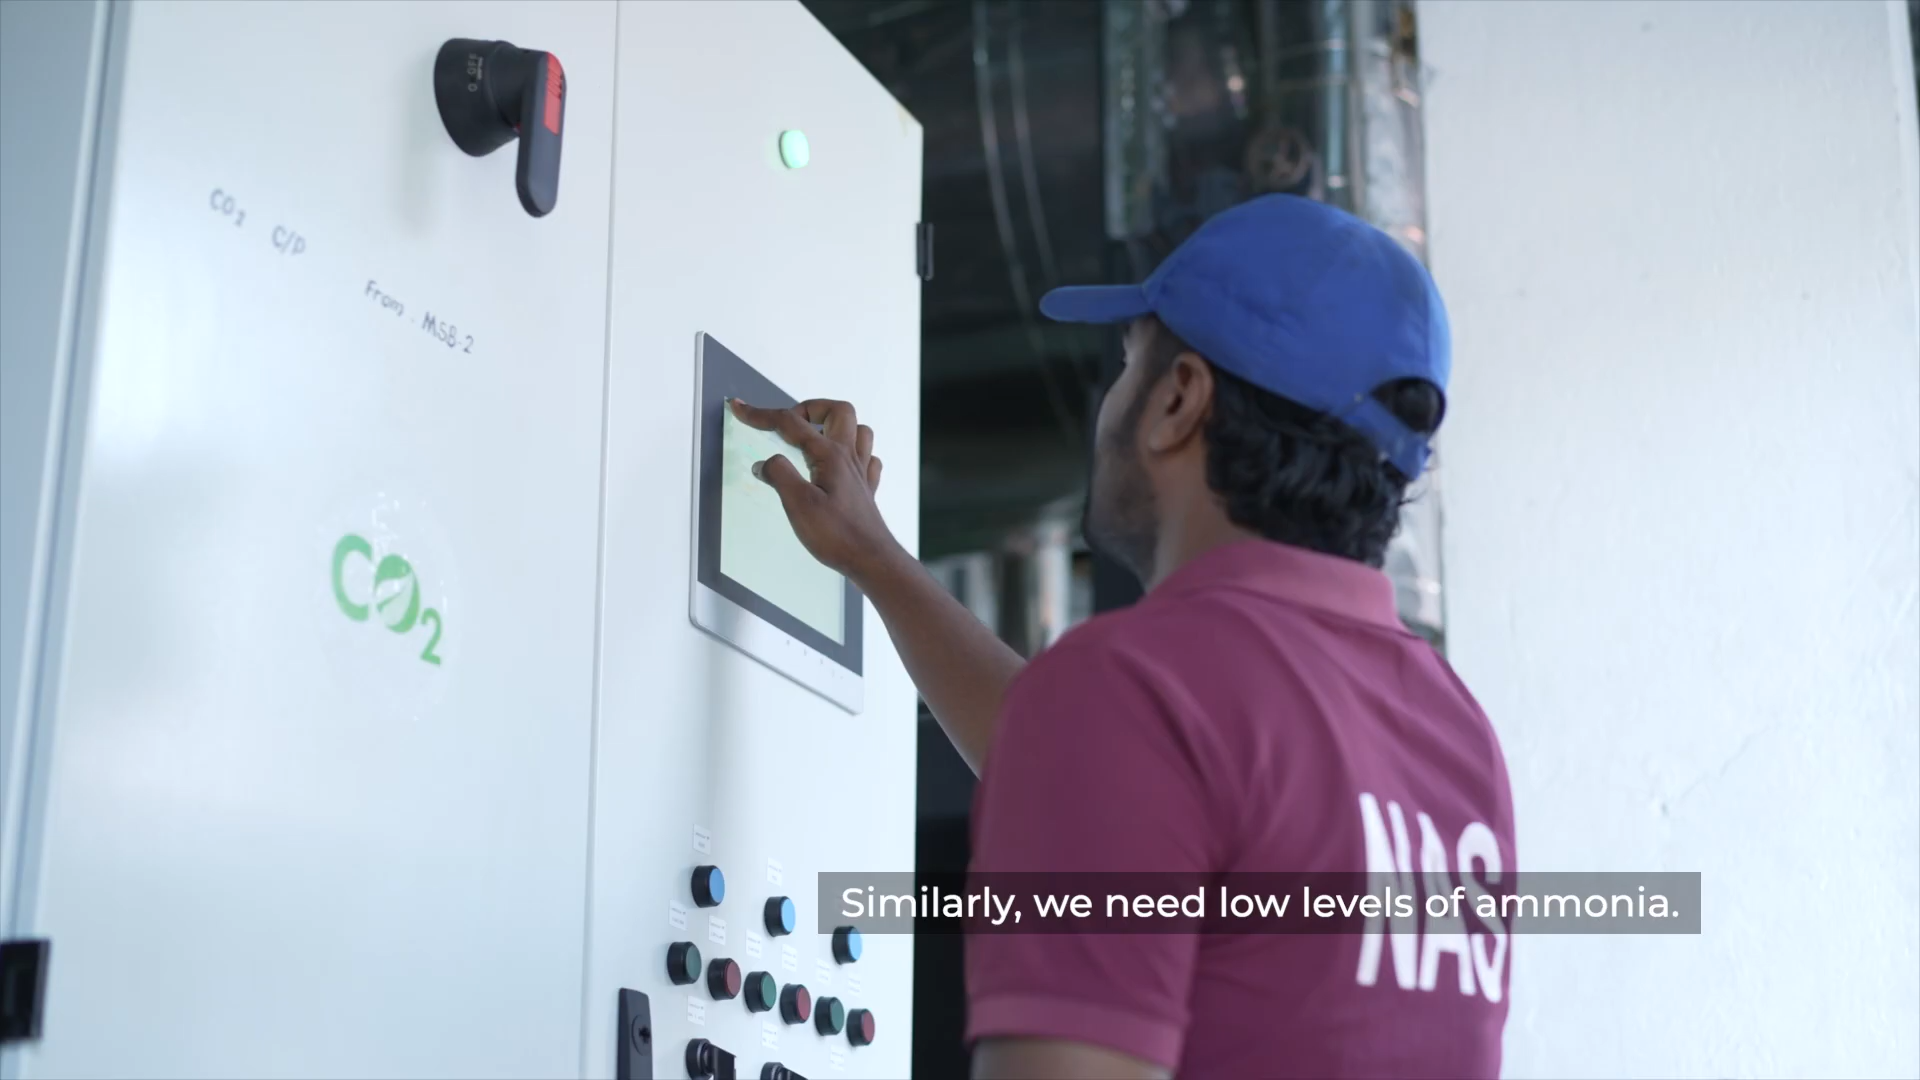 CO2 C/P
From. MSB-2
CO2
NAS
Similarly, we need low levels of ammonia.